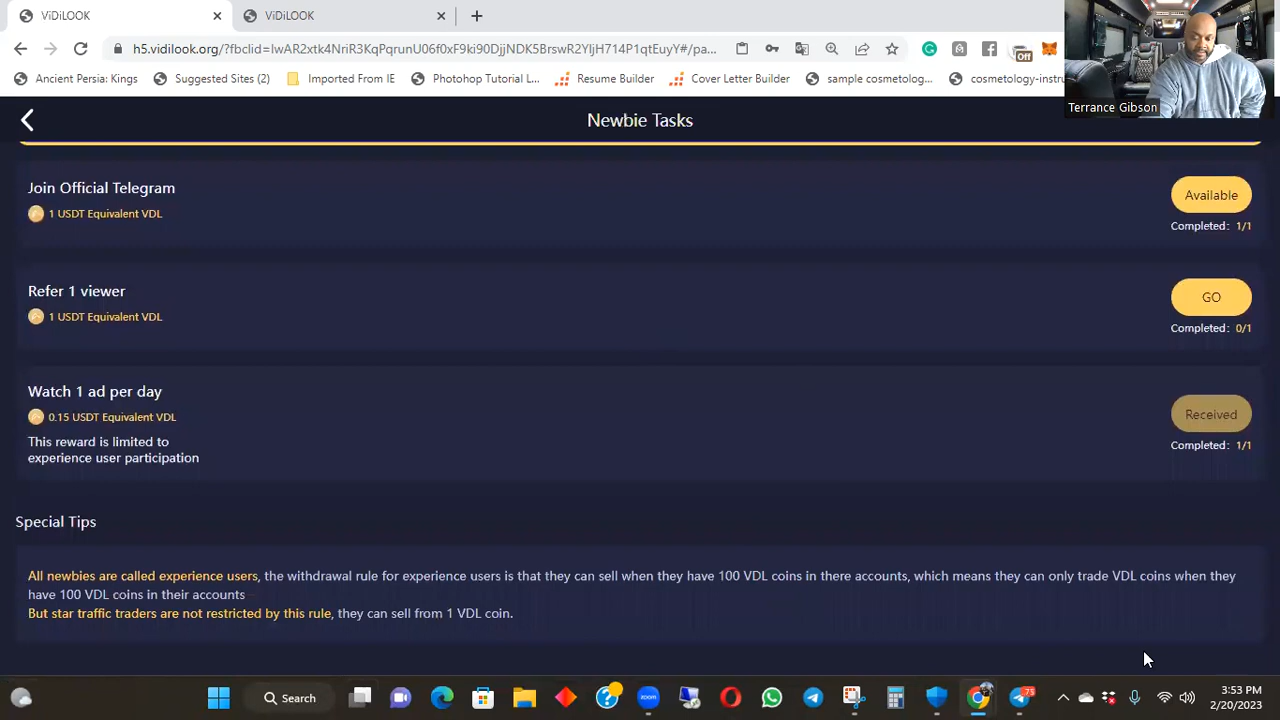 ViDiLOOK
ViDiLOOK
h5.vidilook.org/?fbclid=IwAR2xtk4NriR3KqPqrunU06f0xF9ki90DjjNDK5BrswR2YljH714P1qtEuyY#/pa...
Ancient Persia: Kings
Suggested Sites (2)
Imported From IE
Photohop Tutorial L...
Resume Builder
Cover Letter Builder
sample cosmetolog...
cosmetology-instru
Off
Terrance Gibson
Newbie Tasks
Join Official Telegram
1 USDT Equivalent VDL
Available
Completed: 1/1
Refer 1 viewer
1 USDT Equivalent VDL
GO
Completed: 0/1
Watch 1 ad per day
0.15 USDT Equivalent VDL
This reward is limited to
experience user participation
Received
Completed: 1/1
Special Tips
All newbies are called experience users, the withdrawal rule for experience users is that they can sell when they have 100 VDL coins in there accounts, which means they can only trade VDL coins when they
have 100 VDL coins in their accounts
But star traffic traders are not restricted by this rule, they can sell from 1 VDL coin.
Search
zoom
3:53 PM
2/20/2023